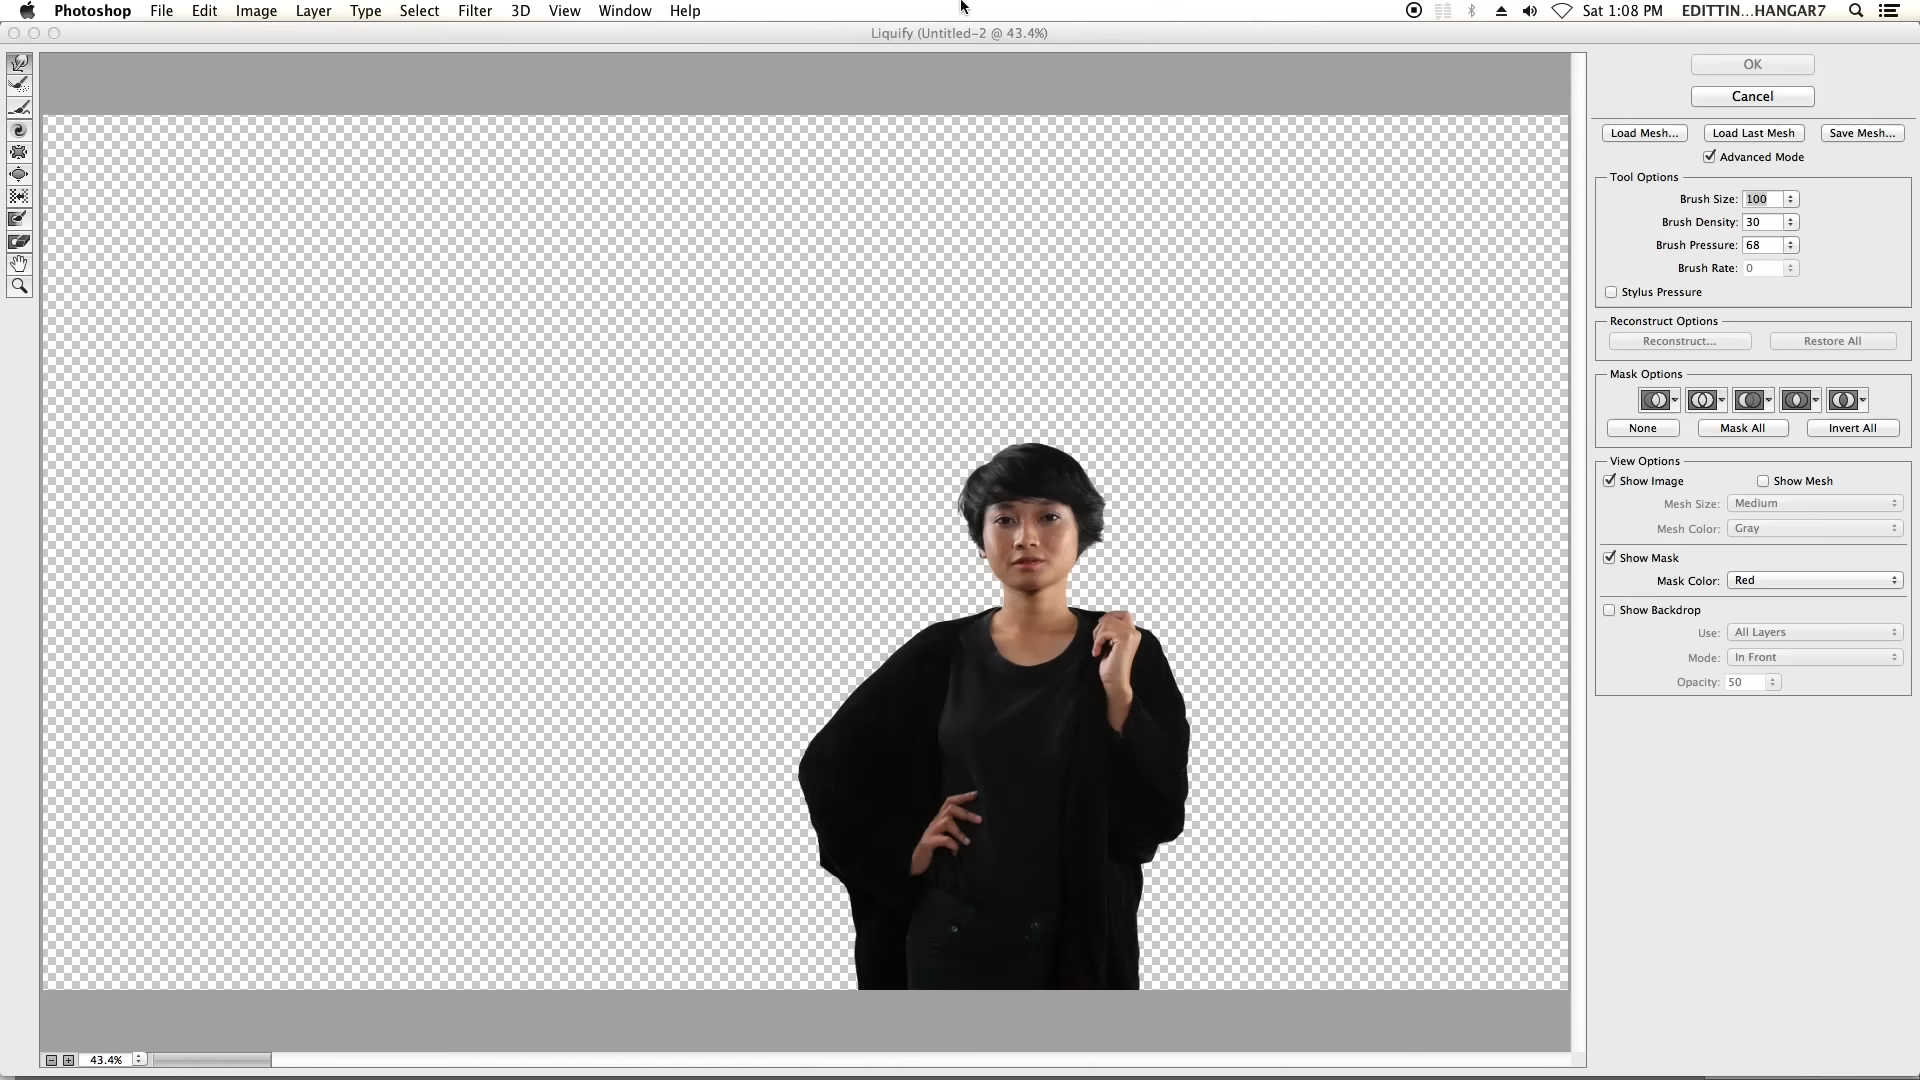 Photoshop File Edit Image Layer Type Select Filter 3D View Window Help Sat 1:08 PM EDITTIN...HANGAR7
Liquify (Untitled-2 @ 43.4%)
OK
Cancel
Load Mesh... Load Last Mesh Save Mesh...
Advanced Mode
Tool Options
Brush Size: 100
Brush Density: 30
Brush Pressure: 68
Brush Rate: 0
Stylus Pressure
Reconstruct Options
Reconstruct... Restore All
Mask Options
None Mask All Invert All
View Options
Show Image Show Mesh
Mesh Size: Medium
Mesh Color: Gray
Show Mask
Mask Color: Red
Show Backdrop
Use: All Layers
Mode: In Front
Opacity: 50
43.4%